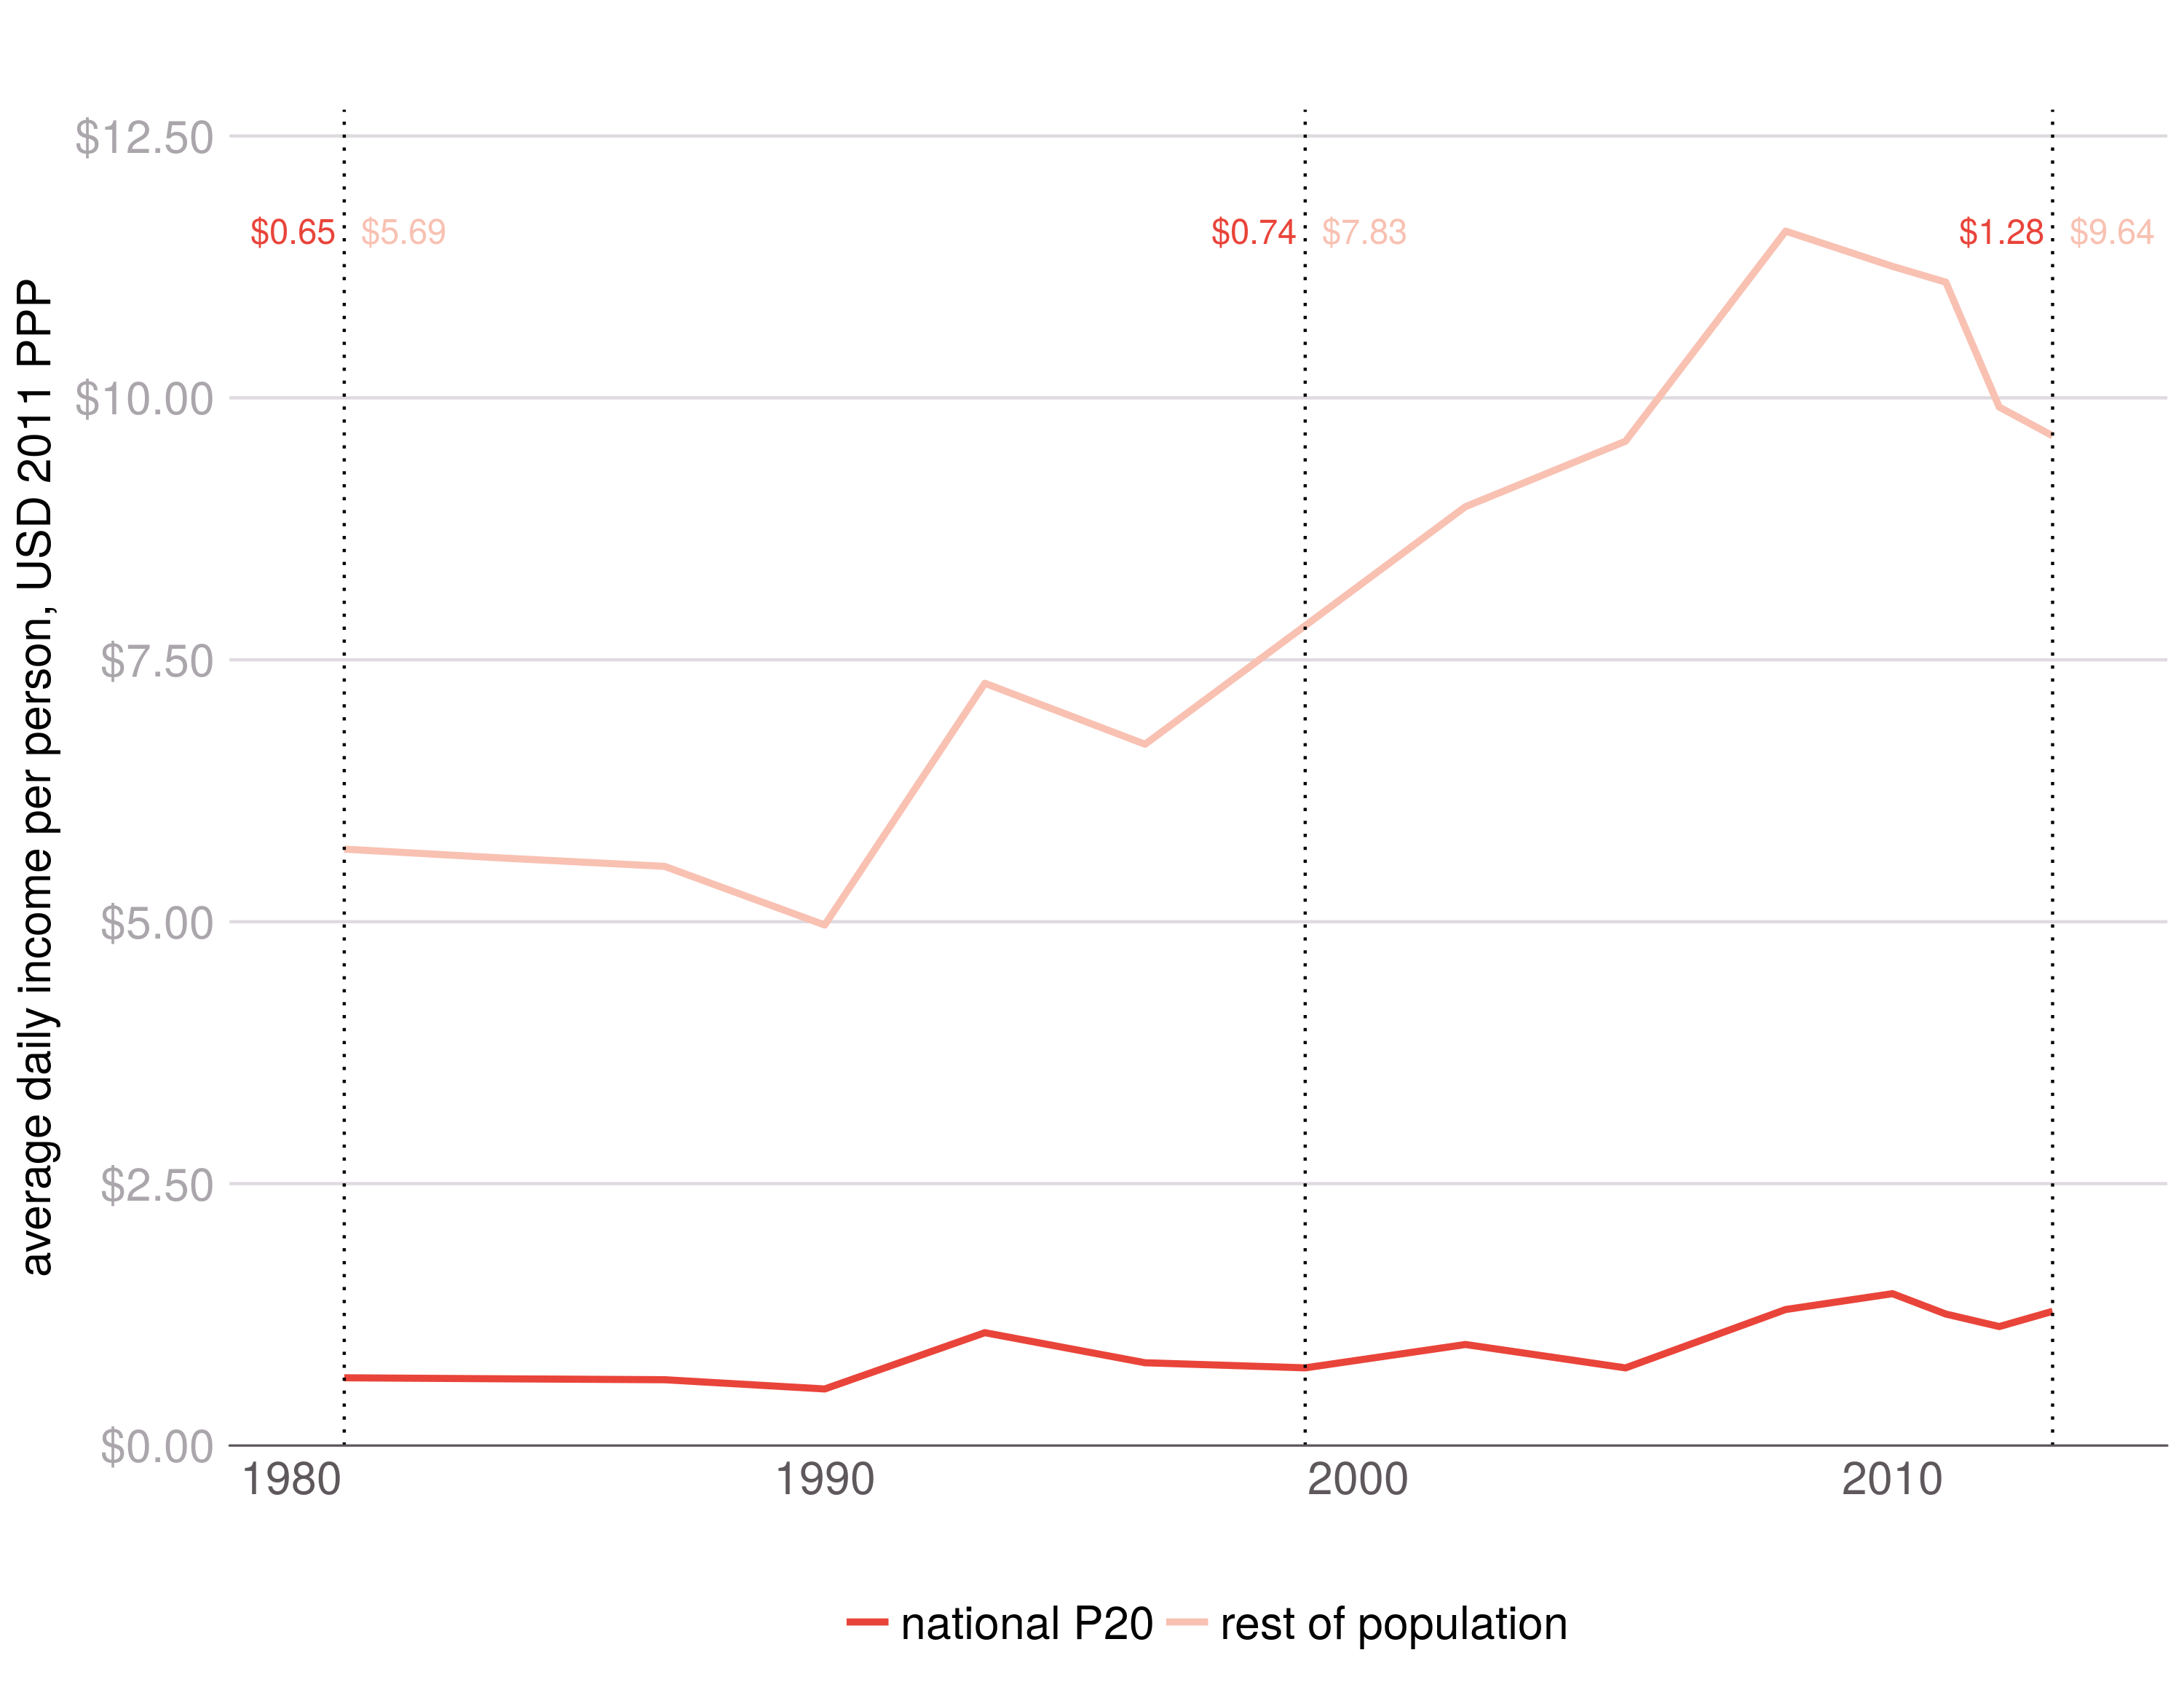 average daily income per person, USD 2011 PPP
$12.50
$0.65 $5.69 $0.74 $7.83 $1.28 $9.64
$10.00
$7.50
$5.00
$2.50
$0.00
1980 1990 2000 2010
national P20 rest of population